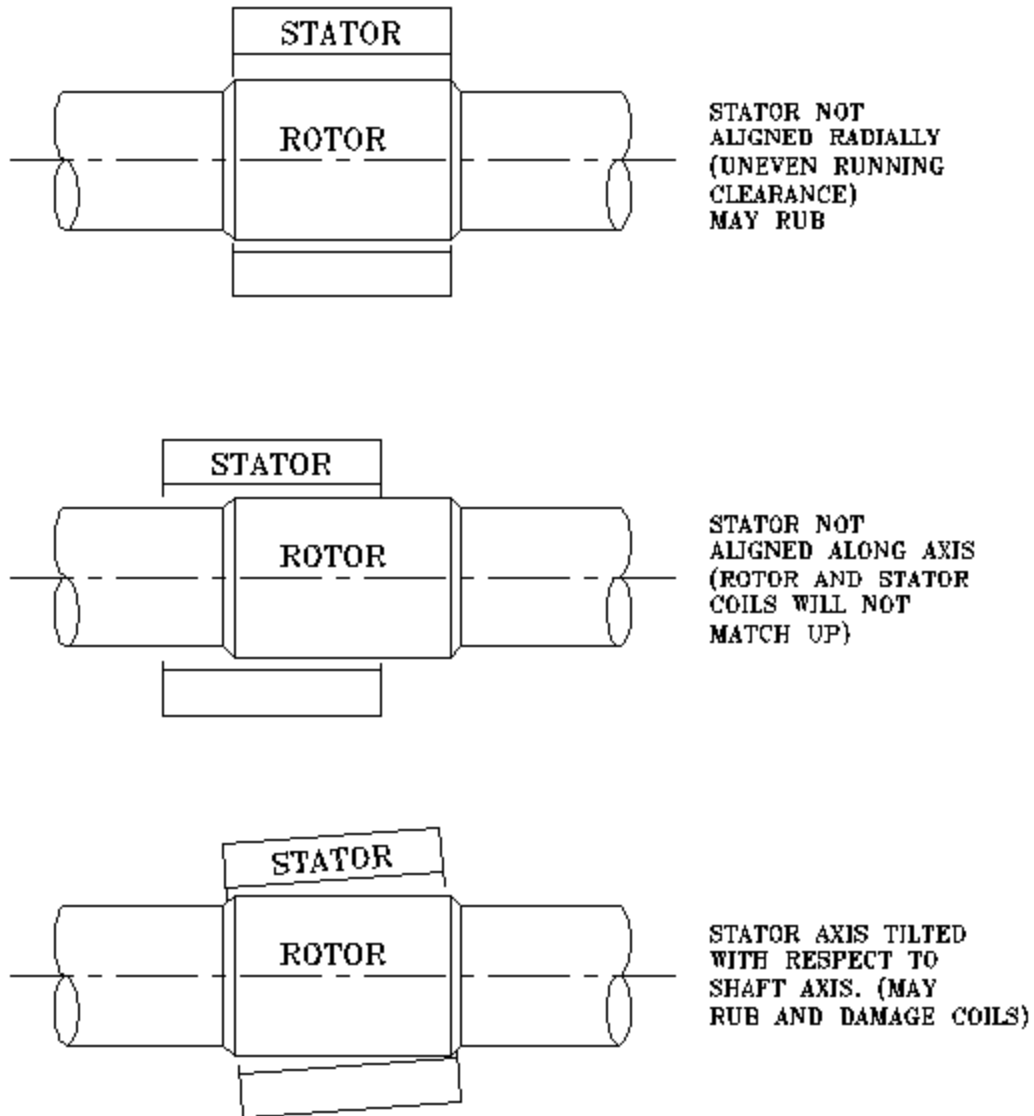 STATOR
ROTOR
STATOR NOT
ALIGNED RADIALLY
(UNEVEN RUNNING
CLEARANCE)
MAY RUB
STATOR
ROTOR
STATOR NOT
ALIGNED ALONG AXIS
(ROTOR AND STATOR
COILS WILL NOT
MATCH UP)
STATOR
ROTOR
STATOR AXIS TILTED
WITH RESPECT TO
SHAFT AXIS. (MAY
RUB AND DAMAGE COILS)